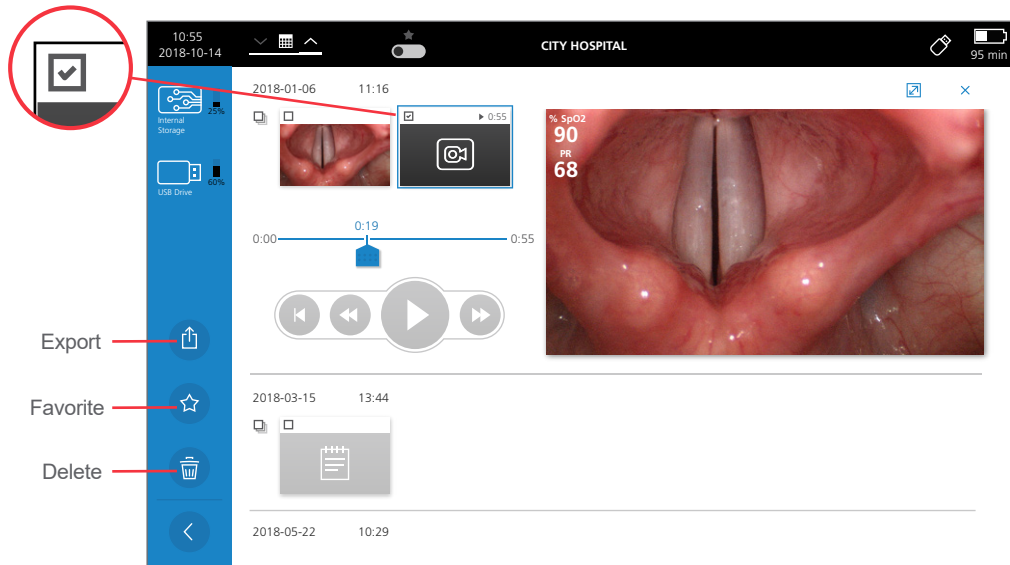 10:55
2018-10-14
CITY HOSPITAL
95 min
Internal
Storage
25%
USB Drive
60%
2018-01-06 11:16
0:55
% SpO2
90
PR
68
0:19
0:00
0:55
Export
Favorite
Delete
2018-03-15 13:44
2018-05-22 10:29